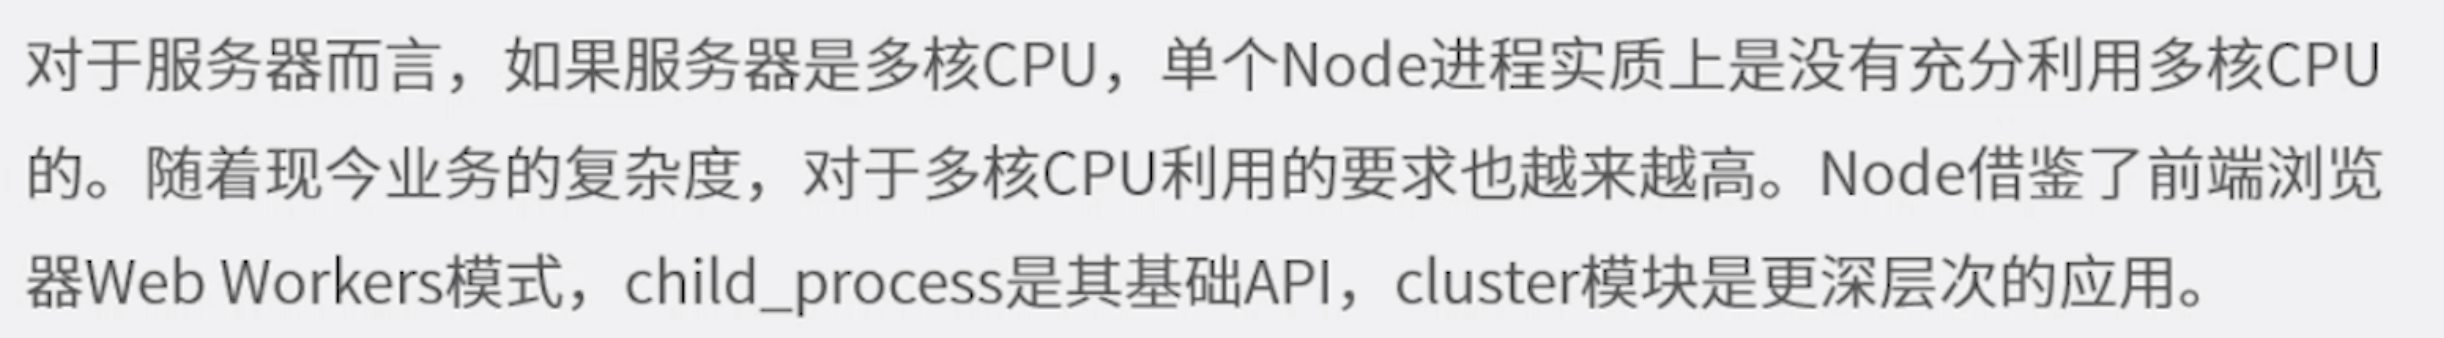 对于服务器而言，如果服务器是多核CPU，单个Node进程实质上是没有充分利用多核CPU
的。随着现今业务的复杂度，对于多核CPU利用的要求也越来越高。Node借鉴了前端浏览
器Web Workers模式，child_process是其基础API，cluster模块是更深层次的应用。